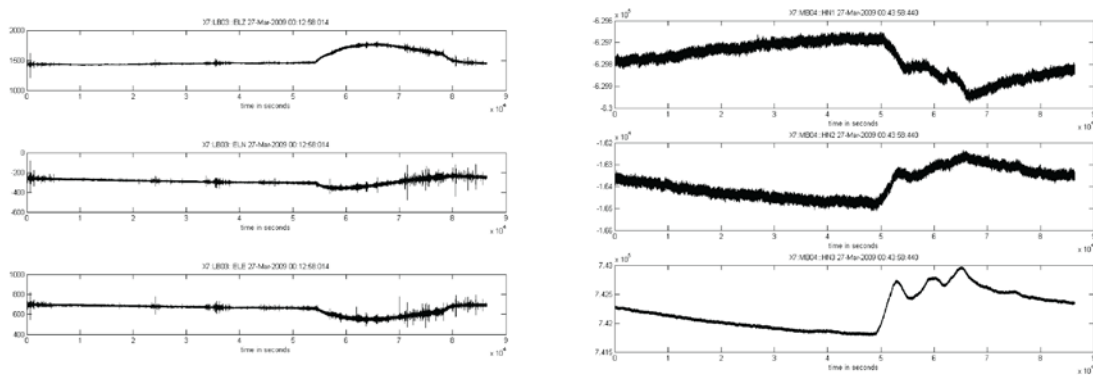 X7:LB03::ELZ 27-Mar-2009 00:12:58:014
2000
1500
1000
0 1 2 3 4 5 6 7 8 9
time in seconds
x 10⁴
X7:LB03::ELN 27-Mar-2009 00:12:58:014
0
-200
-400
-600
0 1 2 3 4 5 6 7 8 9
time in seconds
x 10⁴
X7:LB03::ELE 27-Mar-2009 00:12:58:014
1000
800
600
400
0 1 2 3 4 5 6 7 8 9
time in seconds
x 10⁴
X7:MB04::HN1 27-Mar-2009 00:43:59:443
-6.296
-6.297
-6.298
-6.299
-6.3
0 1 2 3 4 5 6 7 8
time in seconds
X7:MB04::HN2 27-Mar-2009 00:43:59:443
-1.62
-1.63
-1.64
-1.65
-1.66
0 1 2 3 4 5 6 7 8
time in seconds
X7:MB04::HN3 27-Mar-2009 00:43:59:443
7.43
7.425
7.42
7.415
0 1 2 3 4 5 6 7 8
time in seconds